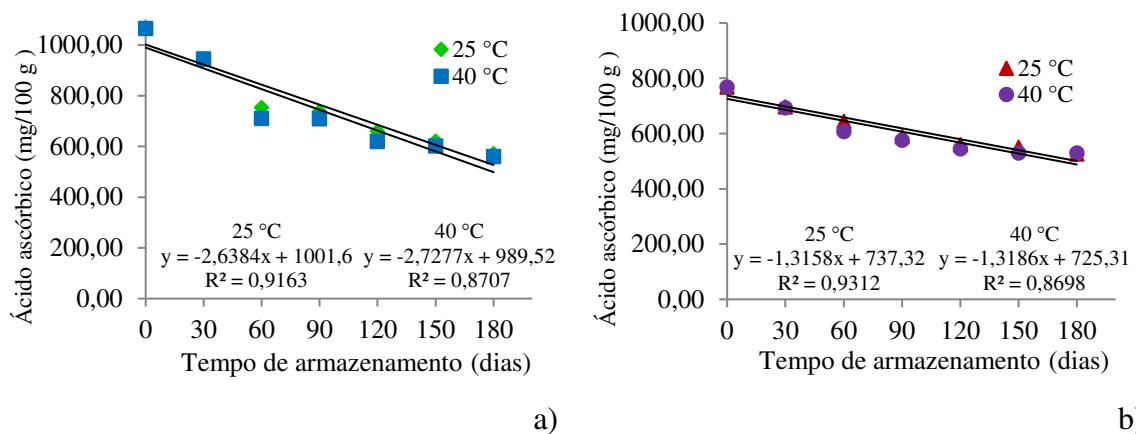 Ácido ascórbico (mg/100 g )
1000,00
800,00
600,00
400,00
200,00
0,00
25 °C
40 °C
25 °C 40 °C
y = -2,6384x + 1001,6 y = -2,7277x + 989,52
R² = 0,9163 R² = 0,8707
0 30 60 90 120 150 180
Tempo de armazenamento (dias)
a)
Ácido ascórbico (mg/100 g )
1000,00
800,00
600,00
400,00
200,00
0,00
25 °C
40 °C
25 °C 40 °C
y = -1,3158x + 737,32 y = -1,3186x + 725,31
R² = 0,9312 R² = 0,8698
0 30 60 90 120 150 180
Tempo de armazenamento (dias)
b)